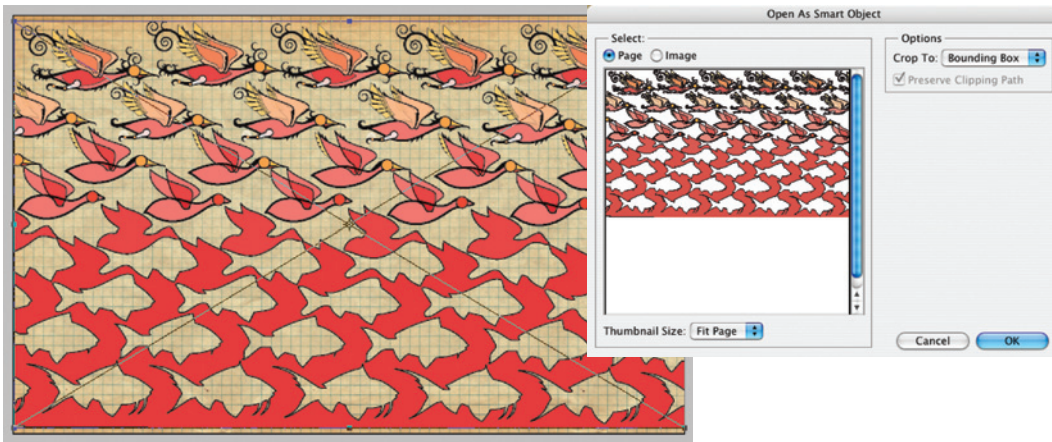 Open As Smart Object
Select:
Page Image
Options
Crop To: Bounding Box
Preserve Clipping Path
Thumbnail Size: Fit Page
Cancel OK